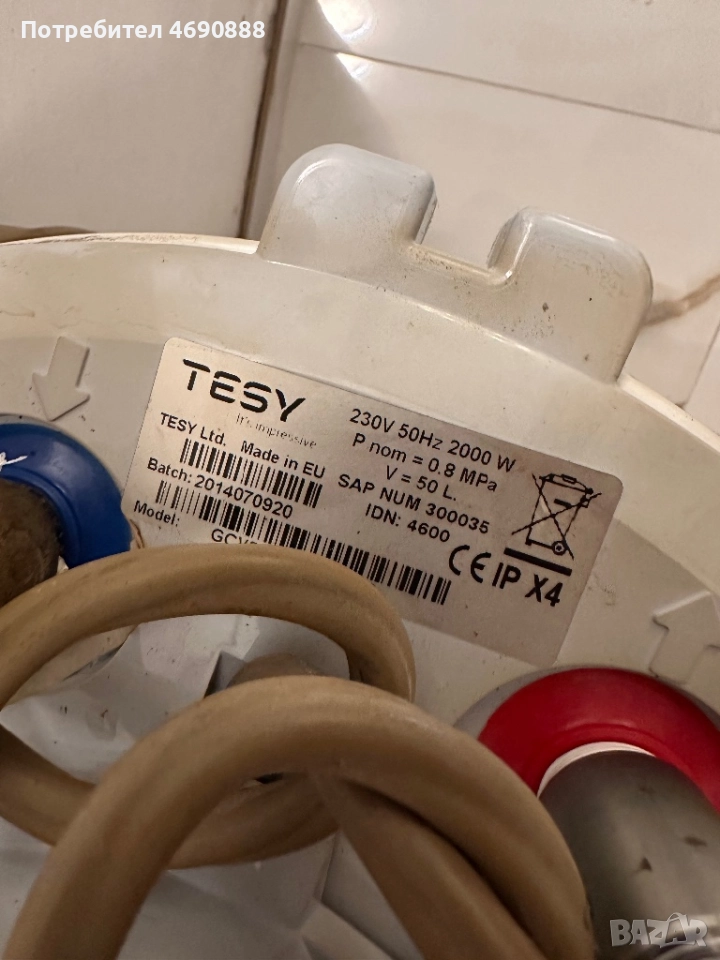 Потребител 4690888
TESY
It's impressive
TESY Ltd. Made in EU
Batch: 2014070920
Model:
230V 50Hz 2000 W
P nom = 0.8 MPa
V = 50 L.
SAP NUM 300035
IDN: 4600
CE IP X4
BAZAR